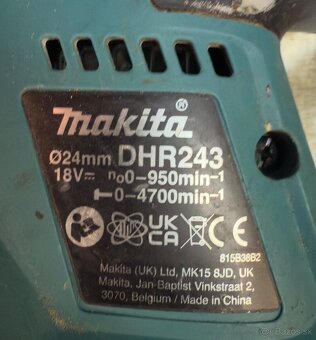 makita®
Ø24mm DHR243
18V⎓ n₀0-950min⁻¹
0-4700min⁻¹
UK
CA
815B36B2
Makita (UK) Ltd, MK15 8JD, UK
Makita, Jan-Baptist Vinkstraat 2,
3070, Belgium / Made in China